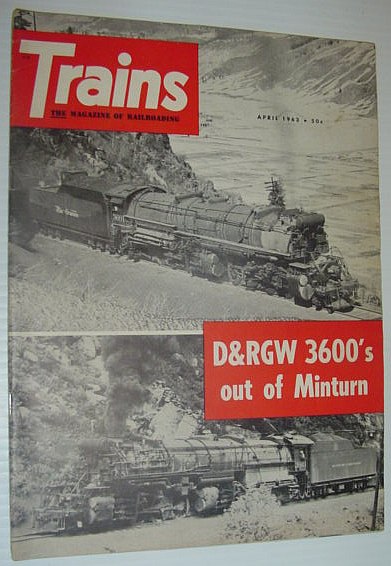 Trains
THE MAGAZINE OF RAILROADING
APRIL 1962 • 50c
D&RGW 3600's
out of Minturn